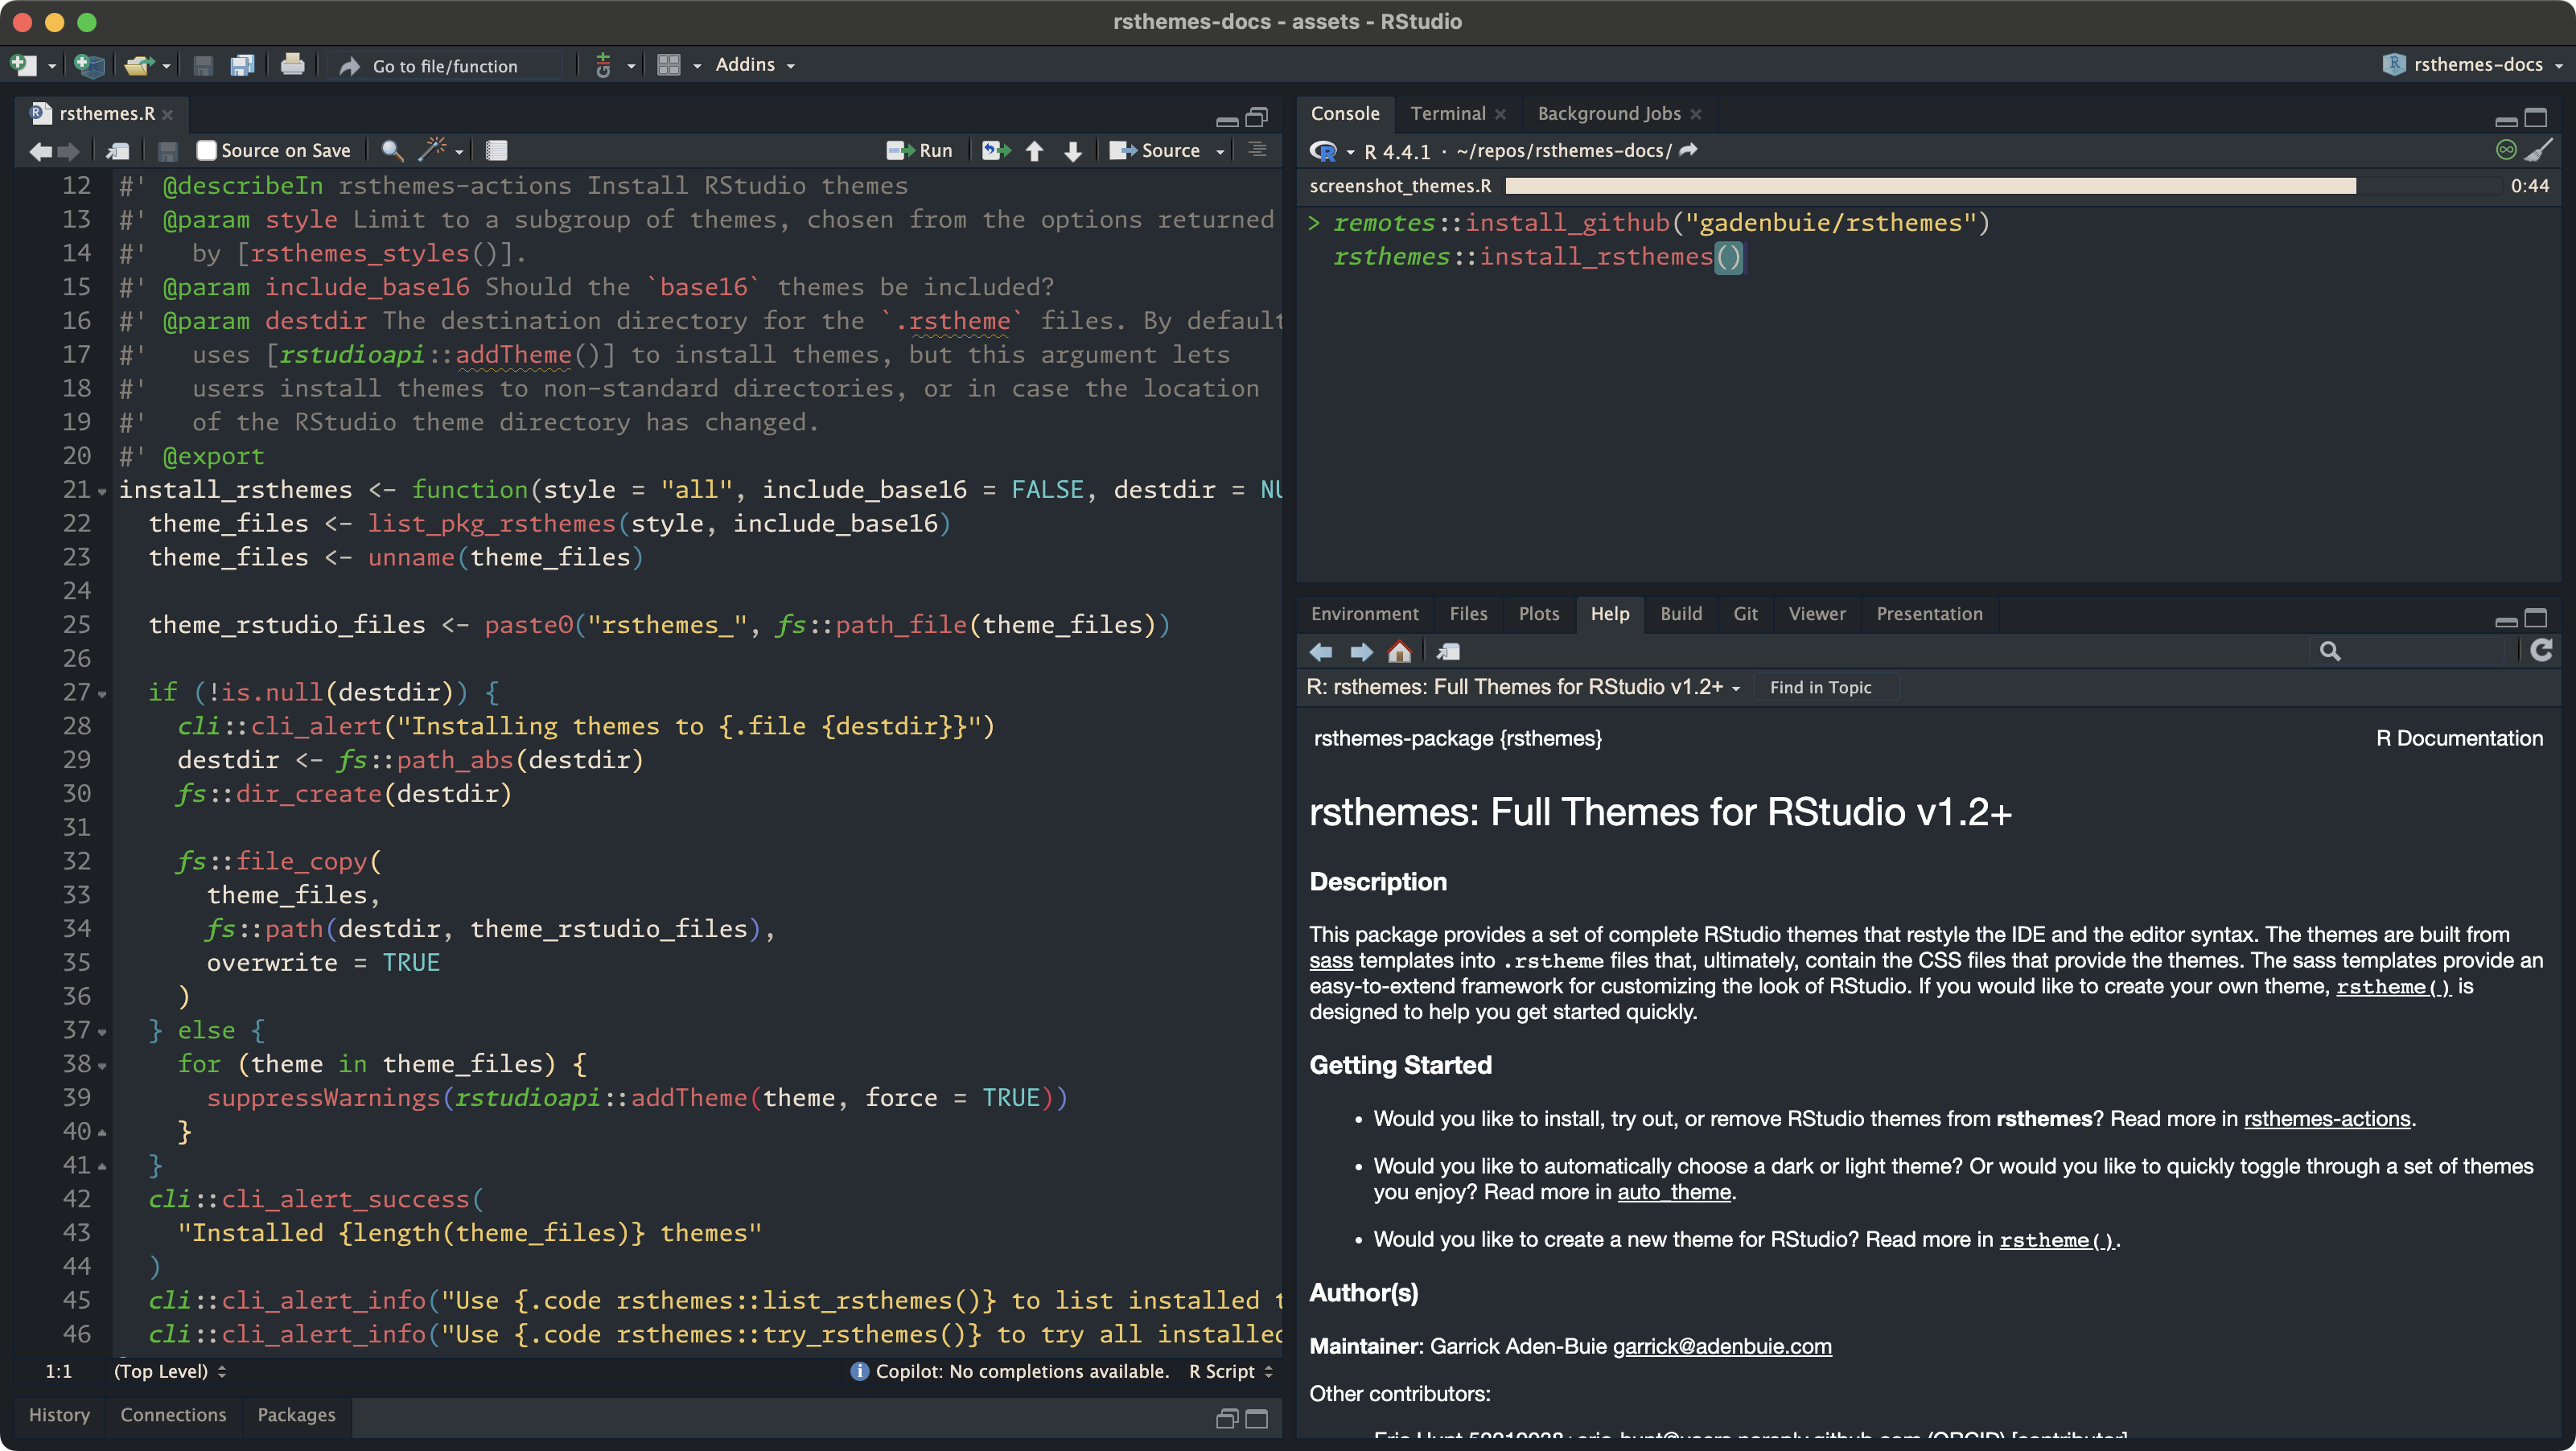 rsthemes-docs - assets - RStudio
Go to file/function
Addins
rsthemes-docs
rsthemes.R
Source on Save
Run
Source
12 #' @describeIn rsthemes-actions Install RStudio themes
13 #' @param style Limit to a subgroup of themes, chosen from the options returned
14 #'   by [rsthemes_styles()].
15 #' @param include_base16 Should the `base16` themes be included?
16 #' @param destdir The destination directory for the `.rstheme` files. By default
17 #'   uses [rstudioapi::addTheme()] to install themes, but this argument lets
18 #'   users install themes to non-standard directories, or in case the location
19 #'   of the RStudio theme directory has changed.
20 #' @export
21 install_rsthemes <- function(style = "all", include_base16 = FALSE, destdir = NU
22   theme_files <- list_pkg_rsthemes(style, include_base16)
23   theme_files <- unname(theme_files)
24
25   theme_rstudio_files <- paste0("rsthemes_", fs::path_file(theme_files))
26
27   if (!is.null(destdir)) {
28     cli::cli_alert("Installing themes to {.file {destdir}}")
29     destdir <- fs::path_abs(destdir)
30     fs::dir_create(destdir)
31
32     fs::file_copy(
33       theme_files,
34       fs::path(destdir, theme_rstudio_files),
35       overwrite = TRUE
36     )
37   } else {
38     for (theme in theme_files) {
39       suppressWarnings(rstudioapi::addTheme(theme, force = TRUE))
40     }
41   }
42   cli::cli_alert_success(
43     "Installed {length(theme_files)} themes"
44   )
45   cli::cli_alert_info("Use {.code rsthemes::list_rsthemes()} to list installed t
46   cli::cli_alert_info("Use {.code rsthemes::try_rsthemes()} to try all installed
1:1 (Top Level)
Copilot: No completions available. R Script
History Connections Packages
Console Terminal Background Jobs
R 4.4.1 · ~/repos/rsthemes-docs/
screenshot_themes.R 0:44
> remotes::install_github("gadenbuie/rsthemes")
rsthemes::install_rsthemes()
Environment Files Plots Help Build Git Viewer Presentation
R: rsthemes: Full Themes for RStudio v1.2+ Find in Topic
rsthemes-package {rsthemes} R Documentation
rsthemes: Full Themes for RStudio v1.2+
Description
This package provides a set of complete RStudio themes that restyle the IDE and the editor syntax. The themes are built from
sass templates into .rstheme files that, ultimately, contain the CSS files that provide the themes. The sass templates provide an
easy-to-extend framework for customizing the look of RStudio. If you would like to create your own theme, rstheme() is
designed to help you get started quickly.
Getting Started
• Would you like to install, try out, or remove RStudio themes from rsthemes? Read more in rsthemes-actions.
• Would you like to automatically choose a dark or light theme? Or would you like to quickly toggle through a set of themes
you enjoy? Read more in auto_theme.
• Would you like to create a new theme for RStudio? Read more in rstheme().
Author(s)
Maintainer: Garrick Aden-Buie garrick@adenbuie.com
Other contributors: